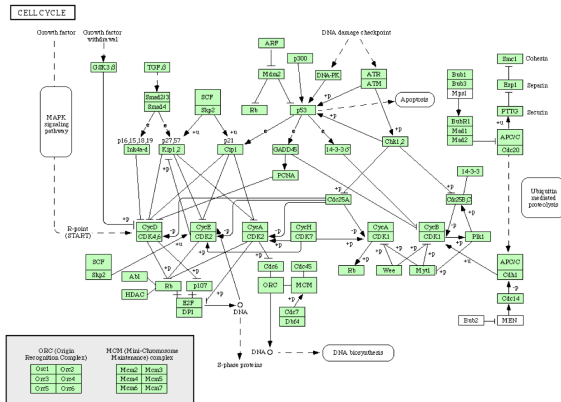 CELL CYCLE
Growth factor
Growth factor
withdrawal
DNA damage checkpoint
ARF
p300
GSK3β
TGFβ
Mdm2
DNA-PK
ATR
ATM
Bub1
Bub3
Mps1
Smc1
Cohesin
Esp1
Separin
MAPK
signaling
pathway
Smad2/3
Smad4
SCF
Skp2
Rb
p53
Apoptosis
BubR1
Mad1
Mad2
PTTG
Securin
APC/C
Cdc20
p16,15,18,19
Ink4a-d
p27,57
Kip1,2
p21
Cip1
GADD45
14-3-3σ
Chk1,2
PCNA
14-3-3
Cdc25A
Cdc25B,C
Ubiquitin
mediated
proteolysis
R-point
(START)
CycD
CDK4,6
CycE
CDK2
CycA
CDK2
CycH
CDK7
CycA
CDK1
CycB
CDK1
Plk1
SCF
Skp2
Abl
HDAC
Rb
p107
E2F
DP1
Cdc6
ORC
Cdc45
MCM
Cdc7
Dbf4
Rb
Wee
Myt1
APC/C
Cdh1
Cdc14
Bub2
MEN
DNA
S-phase proteins
DNA
DNA biosynthesis
ORC (Origin
Recognition Complex)
MCM (Mini-Chromosome
Maintenance) complex
Orc1 Orc2
Orc3 Orc4
Orc5 Orc6
Mcm2 Mcm3
Mcm4 Mcm5
Mcm6 Mcm7